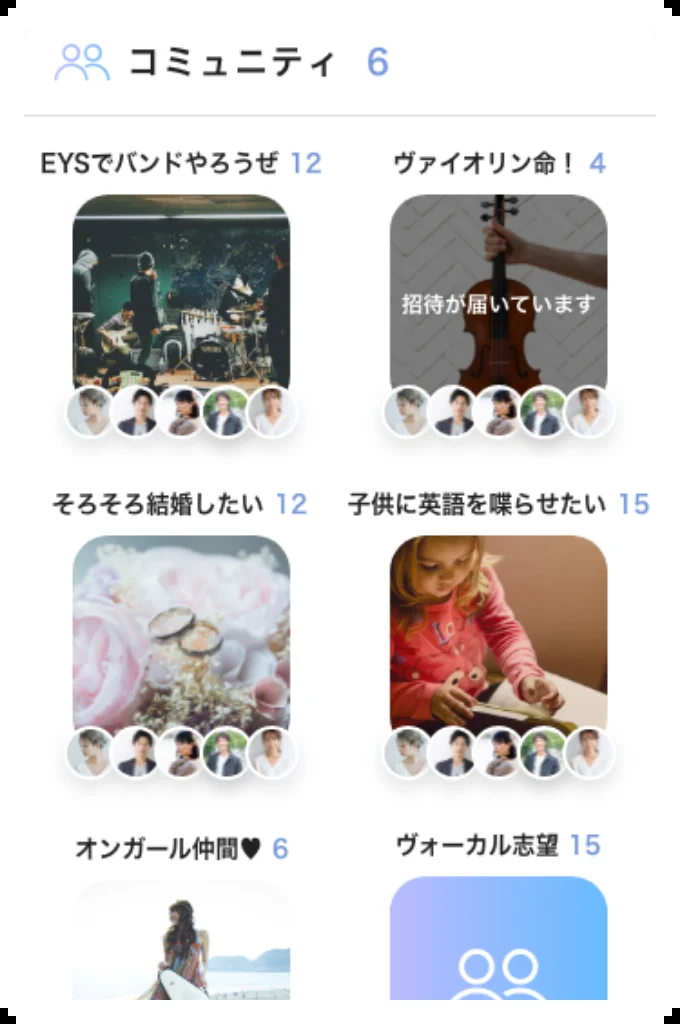 コミュニティ 6
EYSでバンドやろうぜ 12
ヴァイオリン命！ 4
招待が届いています
そろそろ結婚したい 12
子供に英語を喋らせたい 15
オンガール仲間♥ 6
ヴォーカル志望 15